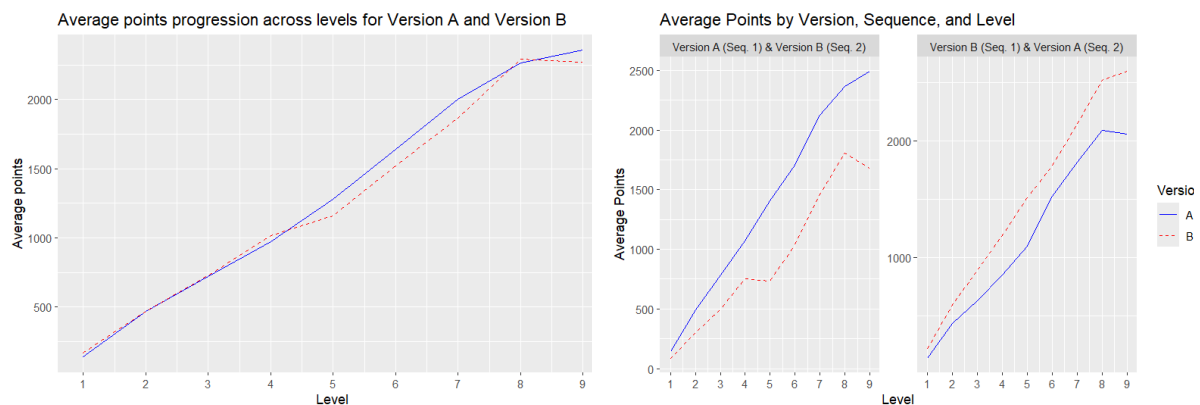 Average points progression across levels for Version A and Version B
Average points
2000
1500
1000
500
1 2 3 4 5 6 7 8 9
Level
Average Points by Version, Sequence, and Level
Version A (Seq. 1) & Version B (Seq. 2)
Version B (Seq. 1) & Version A (Seq. 2)
Average Points
2500
2000
1500
1000
500
0
1 2 3 4 5 6 7 8 9
2000
1000
1 2 3 4 5 6 7 8 9
Level
Version
A
B